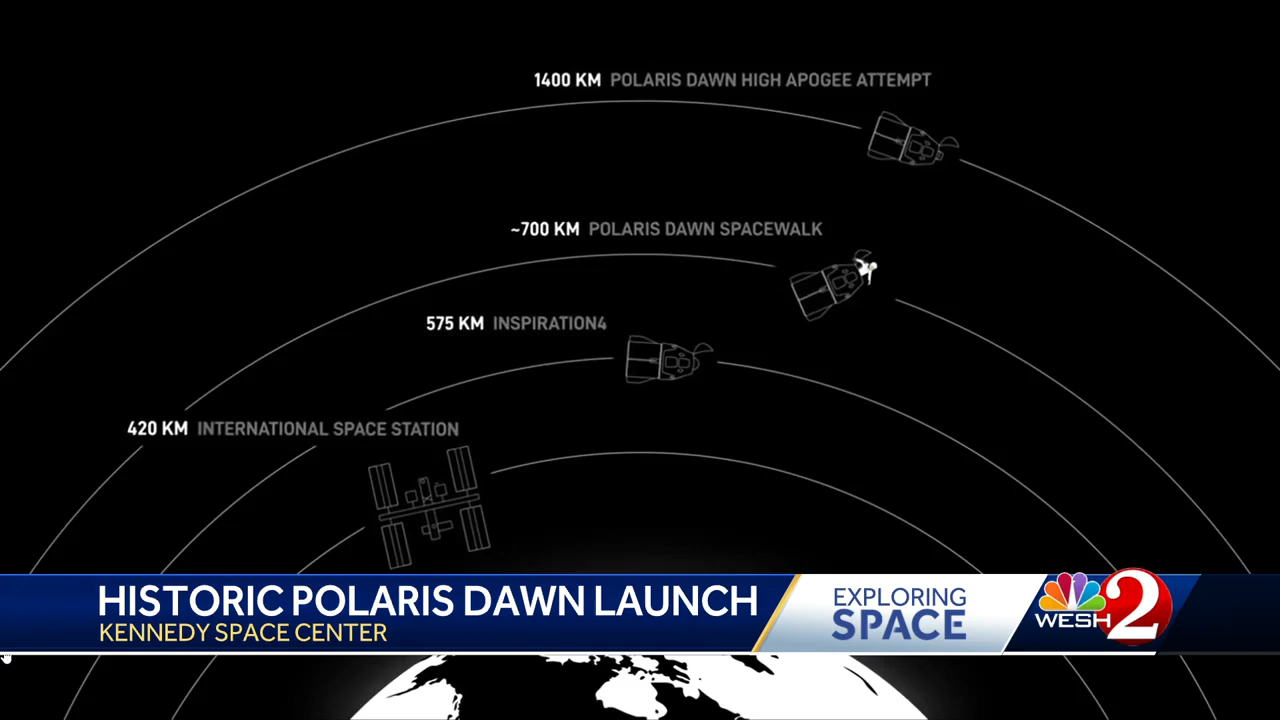 1400 KM POLARIS DAWN HIGH APOGEE ATTEMPT
~700 KM POLARIS DAWN SPACEWALK
575 KM INSPIRATION4
420 KM INTERNATIONAL SPACE STATION
HISTORIC POLARIS DAWN LAUNCH
KENNEDY SPACE CENTER
EXPLORING
SPACE
WESH 2